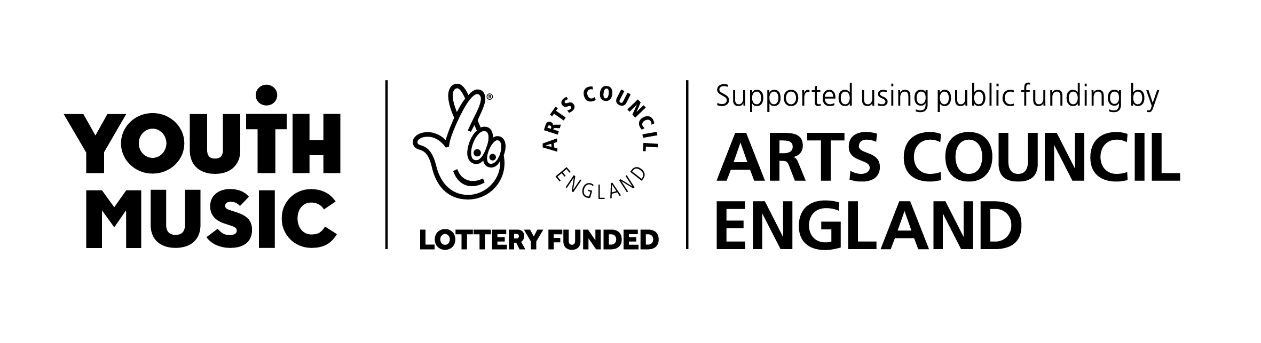 YOUTH
MUSIC
®
ARTS COUNCIL
ENGLAND
LOTTERY FUNDED
Supported using public funding by
ARTS COUNCIL
ENGLAND